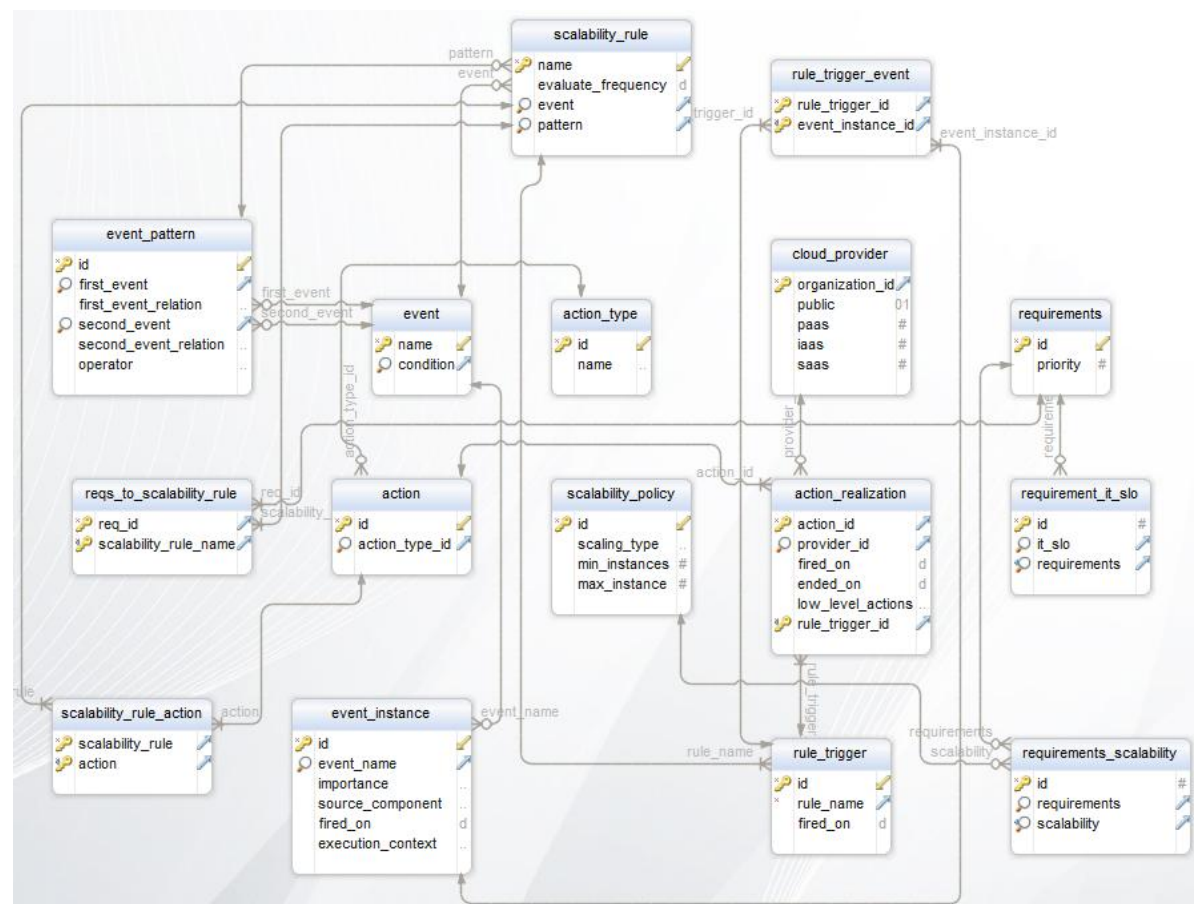 scalability_rule
name
evaluate_frequency d
event
pattern
pattern
event
rule_trigger_event
rule_trigger_id
event_instance_id
trigger_id
event_instance_id
event_pattern
id
first_event
first_event_relation ..
second_event
second_event_relation ..
operator ..
first_event
second_event
event
name
condition
action_type
id
name ..
cloud_provider
organization_id
public 01
paas #
iaas #
saas #
requirements
id
priority #
action_type_id
provider_
requireme
reqs_to_scalability_rule
req_id
scalability_rule_name
req_id
scalability_
action
id
action_type_id
scalability_policy
id
scaling_type ..
min_instances #
max_instance #
action_id
action_realization
action_id
provider_id
fired_on d
ended_on d
low_level_actions ..
rule_trigger_id
requirement_it_slo
id #
it_slo
requirements
rule
scalability_rule_action
scalability_rule
action
action
event_instance
id
event_name
importance ..
source_component ..
fired_on d
execution_context ..
event_name
rule_trigger
rule_name
rule_trigger
id
rule_name
fired_on d
requirements
scalability
requirements_scalability
id #
requirements
scalability